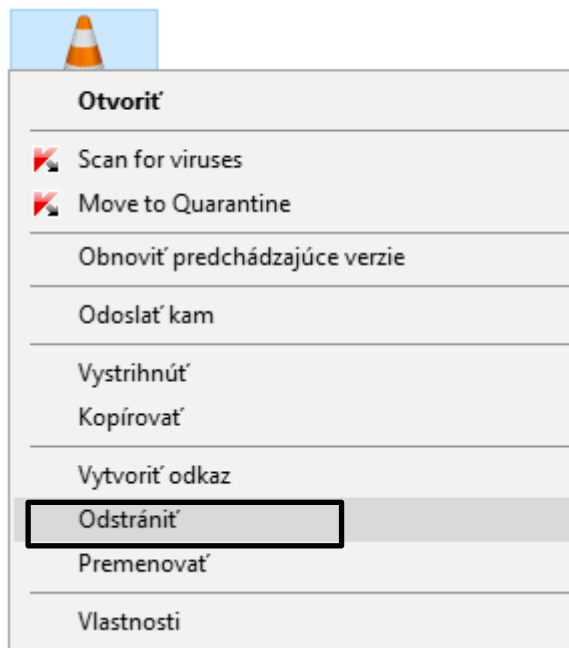 Otvoriť
Scan for viruses
Move to Quarantine
Obnoviť predchádzajúce verzie
Odoslať kam
Vystrihnúť
Kopírovať
Vytvoriť odkaz
Odstrániť
Premenovať
Vlastnosti